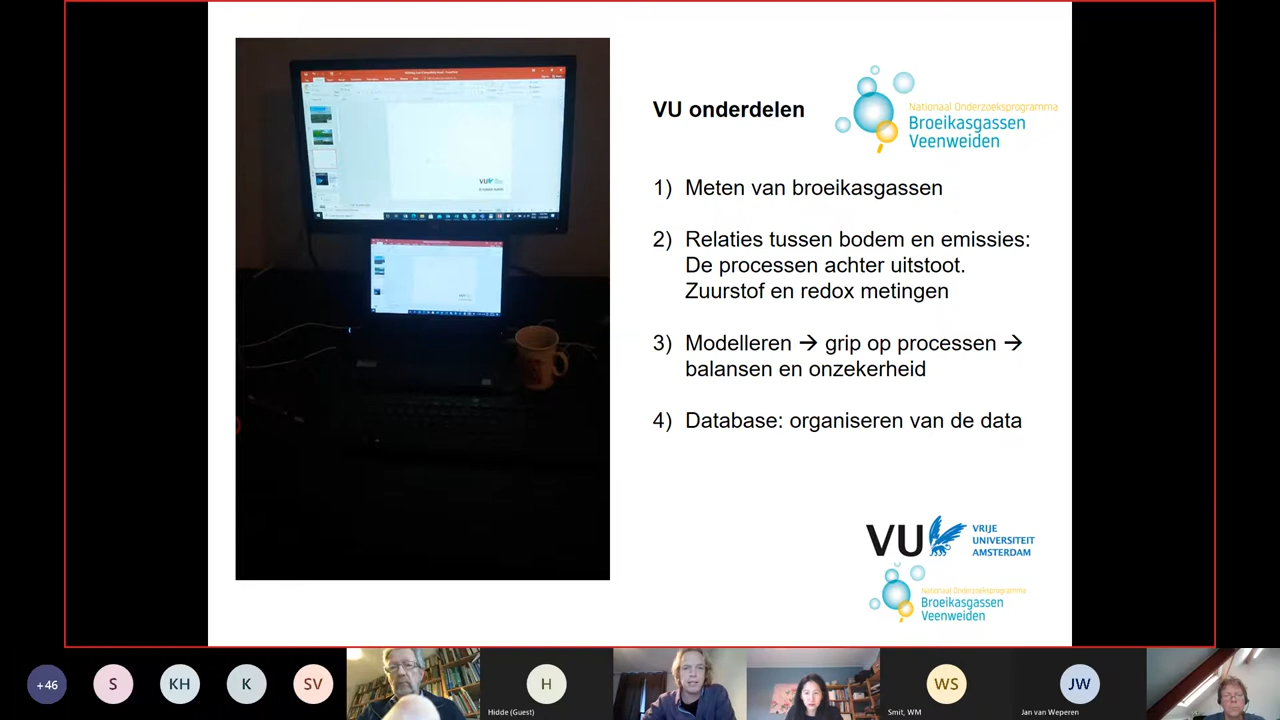 VU onderdelen
Nationaal Onderzoeksprogramma
Broeikasgassen
Veenweiden
1) Meten van broeikasgassen
2) Relaties tussen bodem en emissies:
De processen achter uitstoot.
Zuurstof en redox metingen
3) Modelleren → grip op processen →
balansen en onzekerheid
4) Database: organiseren van de data
VU
VU VRIJE
UNIVERSITEIT
AMSTERDAM
Nationaal Onderzoeksprogramma
Broeikasgassen
Veenweiden
+46
S
KH
K
SV
H
Hidde (Guest)
WS
Smit, WM
JW
Jan van Weperen